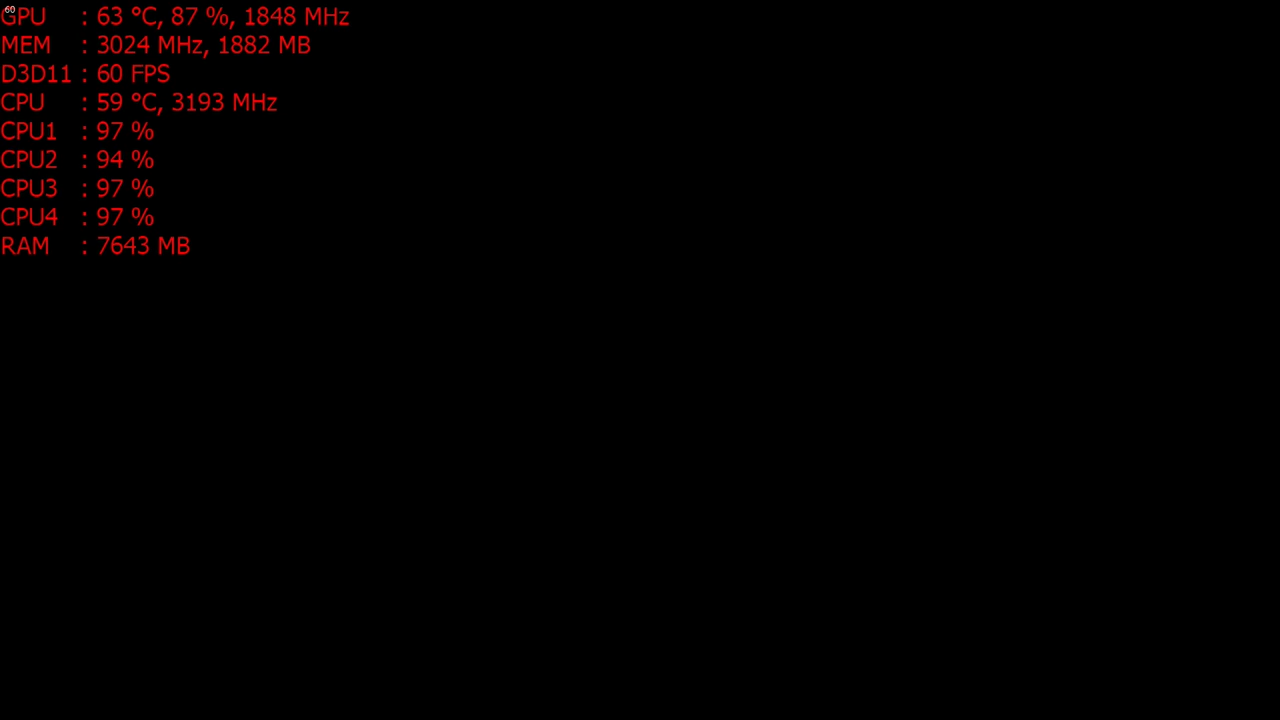 60
GPU : 63 °C, 87 %, 1848 MHz
MEM : 3024 MHz, 1882 MB
D3D11 : 60 FPS
CPU : 59 °C, 3193 MHz
CPU1 : 97 %
CPU2 : 94 %
CPU3 : 97 %
CPU4 : 97 %
RAM : 7643 MB